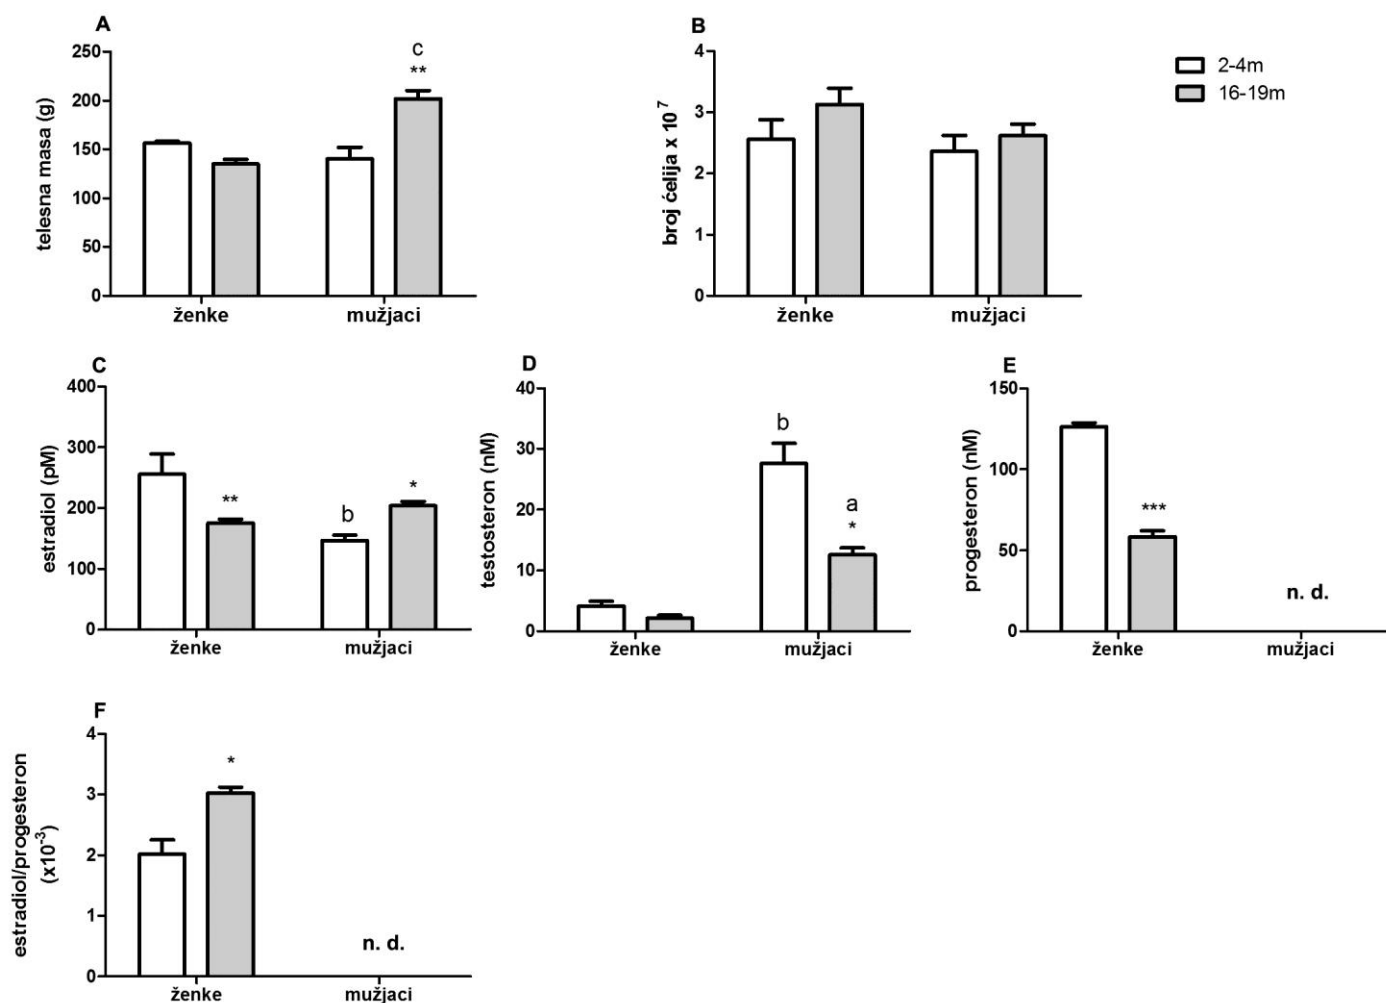 A
telesna masa (g)
250
200
150
100
50
0
c
**
ženke
mužjaci
B
broj ćelija x 10^7
4
3
2
1
0
ženke
mužjaci
2-4m
16-19m
C
estradiol (pM)
400
300
200
100
0
**
b
*
ženke
mužjaci
D
testosteron (nM)
40
30
20
10
0
b
a
*
ženke
mužjaci
E
progesteron (nM)
150
100
50
0
***
n. d.
ženke
mužjaci
F
estradiol/progesteron
(x10^-3)
4
3
2
1
0
*
n. d.
ženke
mužjaci